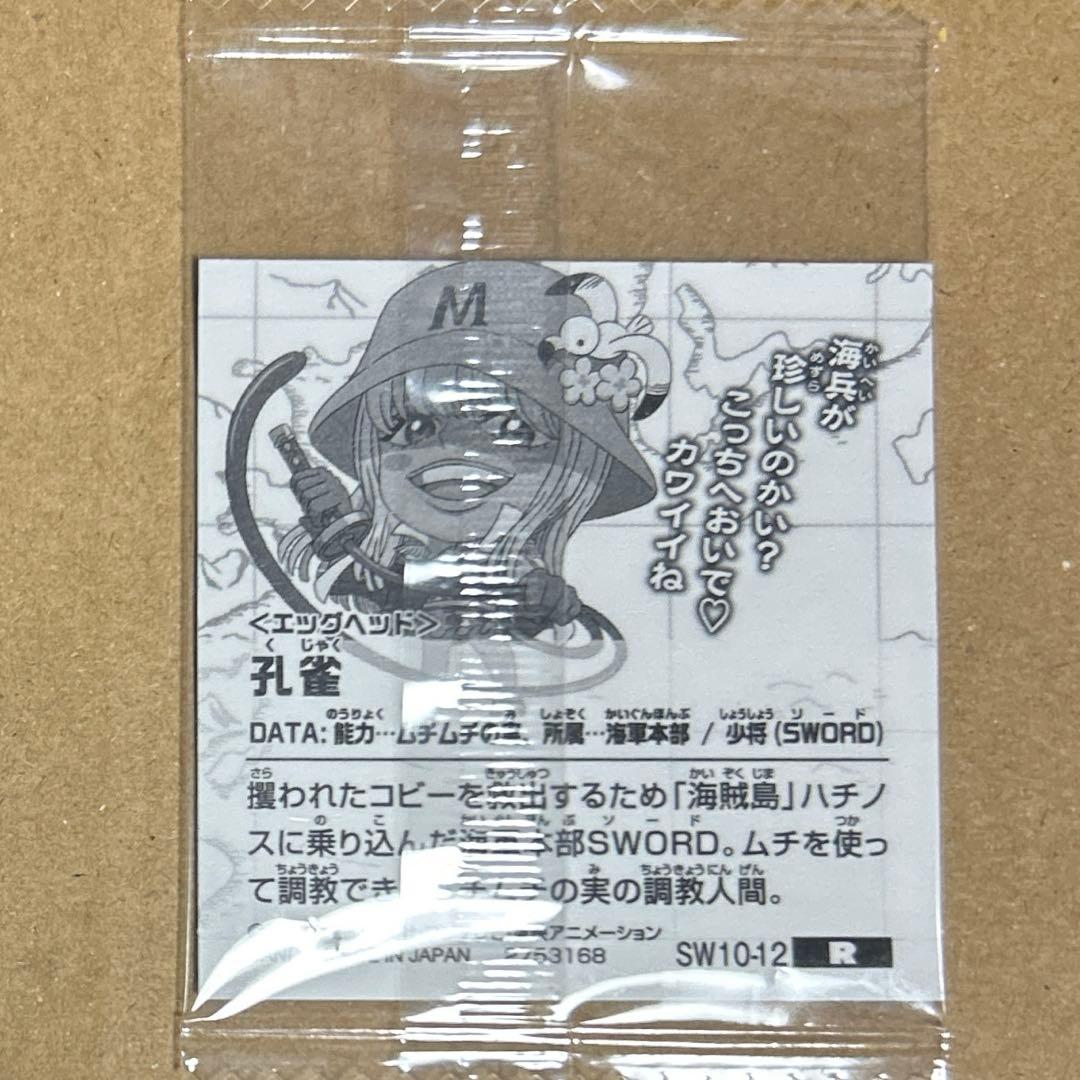 M
海兵が
珍しいのかい?
こっちへおいで♡
カワイイね
<エッグヘッド>
孔雀
DATA: 能力…ムチムチの実 所属…海軍本部 / 少将 (SWORD)
攫われたコビーを救出するため「海賊島」ハチノ
スに乗り込んだ海軍本部SWORD。ムチを使っ
て調教できる ムチムチの実の調教人間。
アニメーション
IN JAPAN 2753168 SW10-12 R